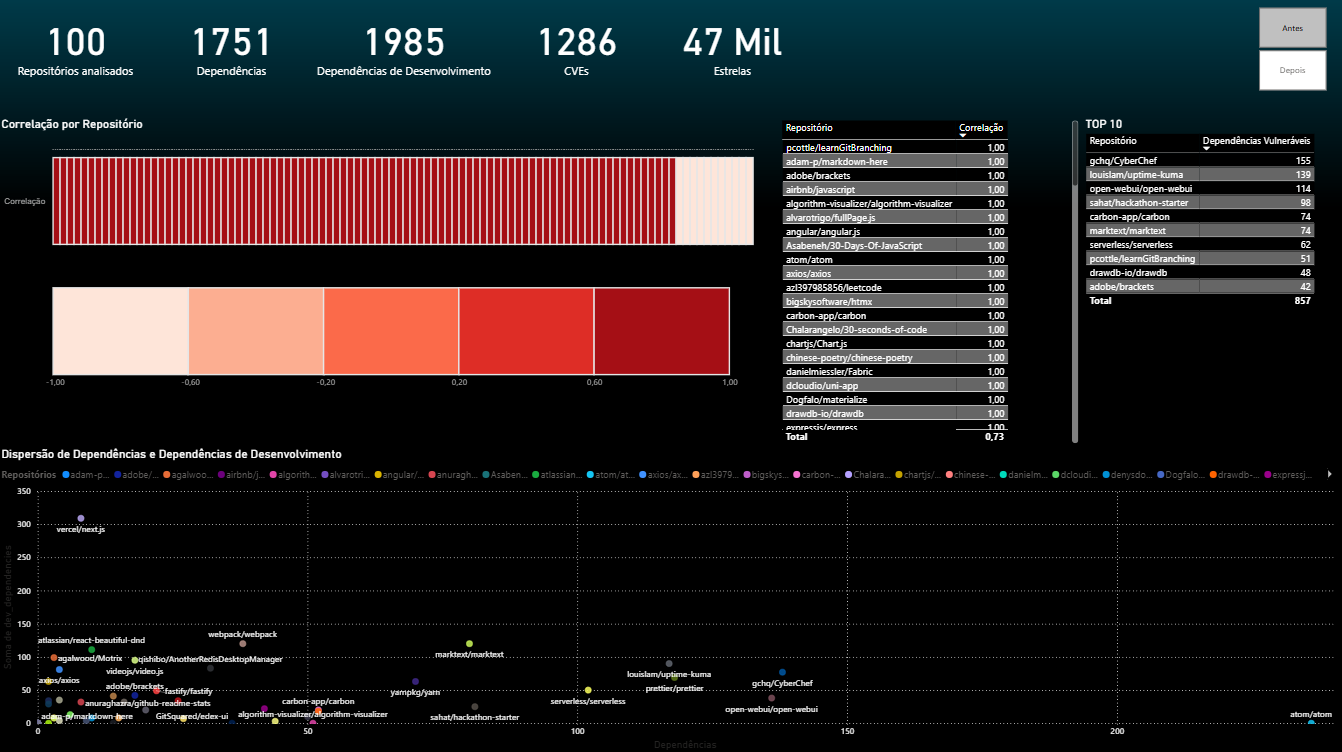 100
Repositórios analisados
1751
Dependências
1985
Dependências de Desenvolvimento
1286
CVEs
47 Mil
Estrelas
Antes
Depois
Correlação por Repositório
Correlação
-1,00 -0,60 -0,20 0,20 0,60 1,00
Repositório Correlação
pcottle/learnGitBranching 1,00
adam-p/markdown-here 1,00
adobe/brackets 1,00
airbnb/javascript 1,00
algorithm-visualizer/algorithm-visualizer 1,00
alvarotrigo/fullPage.js 1,00
angular/angular.js 1,00
Asabeneh/30-Days-Of-JavaScript 1,00
atom/atom 1,00
axios/axios 1,00
azl397985856/leetcode 1,00
bigskysoftware/htmx 1,00
carbon-app/carbon 1,00
Chalarangelo/30-seconds-of-code 1,00
chartjs/Chart.js 1,00
chinese-poetry/chinese-poetry 1,00
danielmiessler/Fabric 1,00
dcloudio/uni-app 1,00
Dogfalo/materialize 1,00
drawdb-io/drawdb 1,00
expressjs/express 1,00
Total 0,73
TOP 10
Repositório Dependências Vulneráveis
gchq/CyberChef 155
louislam/uptime-kuma 139
open-webui/open-webui 114
sahat/hackathon-starter 98
carbon-app/carbon 74
marktext/marktext 74
serverless/serverless 62
pcottle/learnGitBranching 51
drawdb-io/drawdb 48
adobe/brackets 42
Total 857
Dispersão de Dependências e Dependências de Desenvolvimento
Repositórios adam-p... adobe/... agalwoo... airbnb/j... algorith... alvarotri... angular/... anuragh... Asaben... atlassian... atom/at... axios/ax... azl3979... bigskys... carbon-... Chalara... chartjs/... chinese-... danielm... dcloudi... denysdo... Dogfalo... drawdb-... expressj...
Soma de dev_dependencies
350
300
250
200
150
100
50
0
vercel/next.js
webpack/webpack
atlassian/react-beautiful-dnd
marktext/marktext
agalwood/Motrix
qishibo/AnotherRedisDesktopManager
videojs/video.js
louislam/uptime-kuma
axios/axios
gchq/CyberChef
adobe/brackets
fastify/fastify
yarnpkg/yarn
prettier/prettier
anuraghazra/github-readme-stats
carbon-app/carbon
serverless/serverless
open-webui/open-webui
adam-p/markdown-here
GitSquared/edex-ui
algorithm-visualizer/algorithm-visualizer
sahat/hackathon-starter
atom/atom
0 50 100 150 200
Dependências